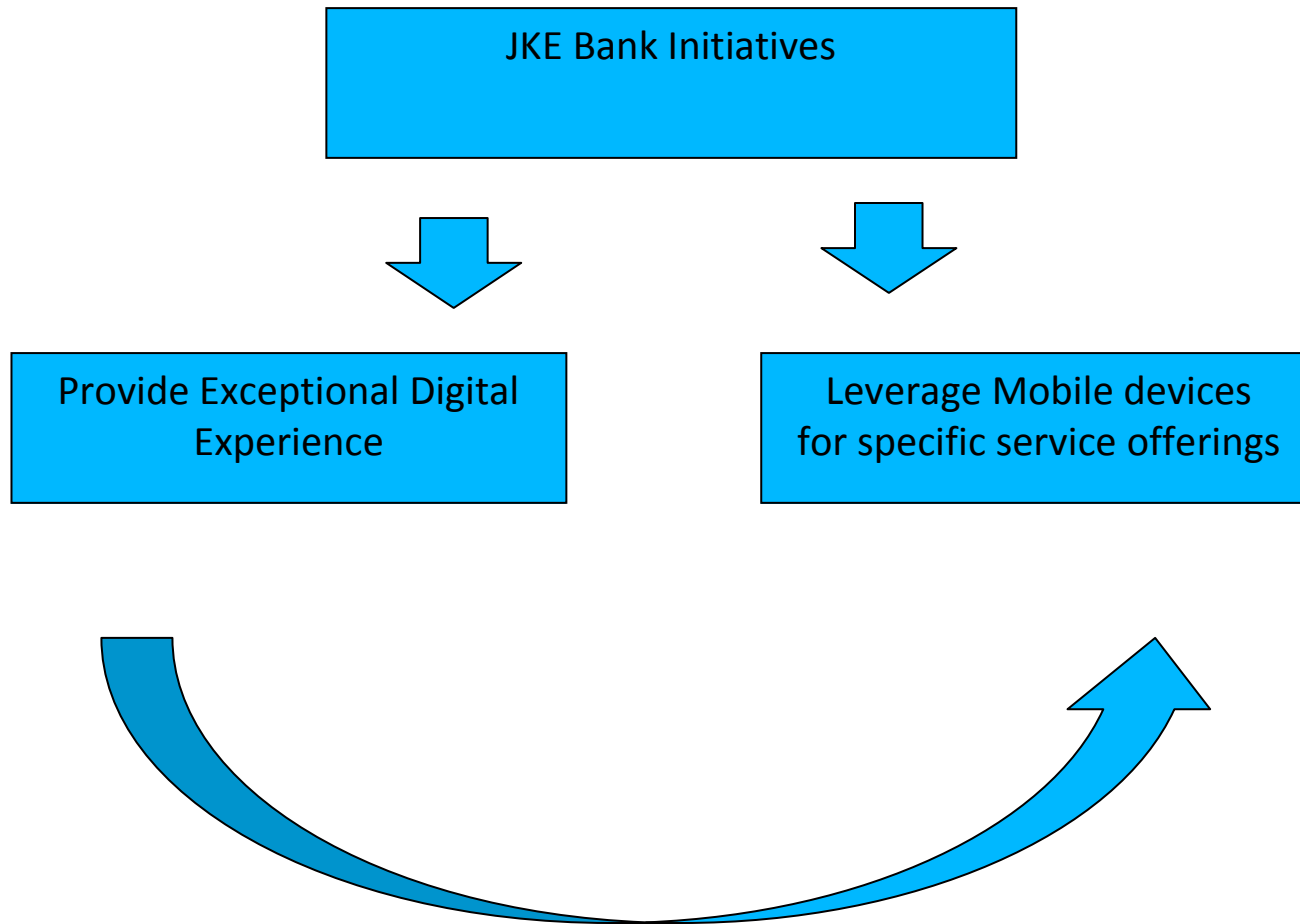 JKE Bank Initiatives
Provide Exceptional Digital
Experience
Leverage Mobile devices
for specific service offerings